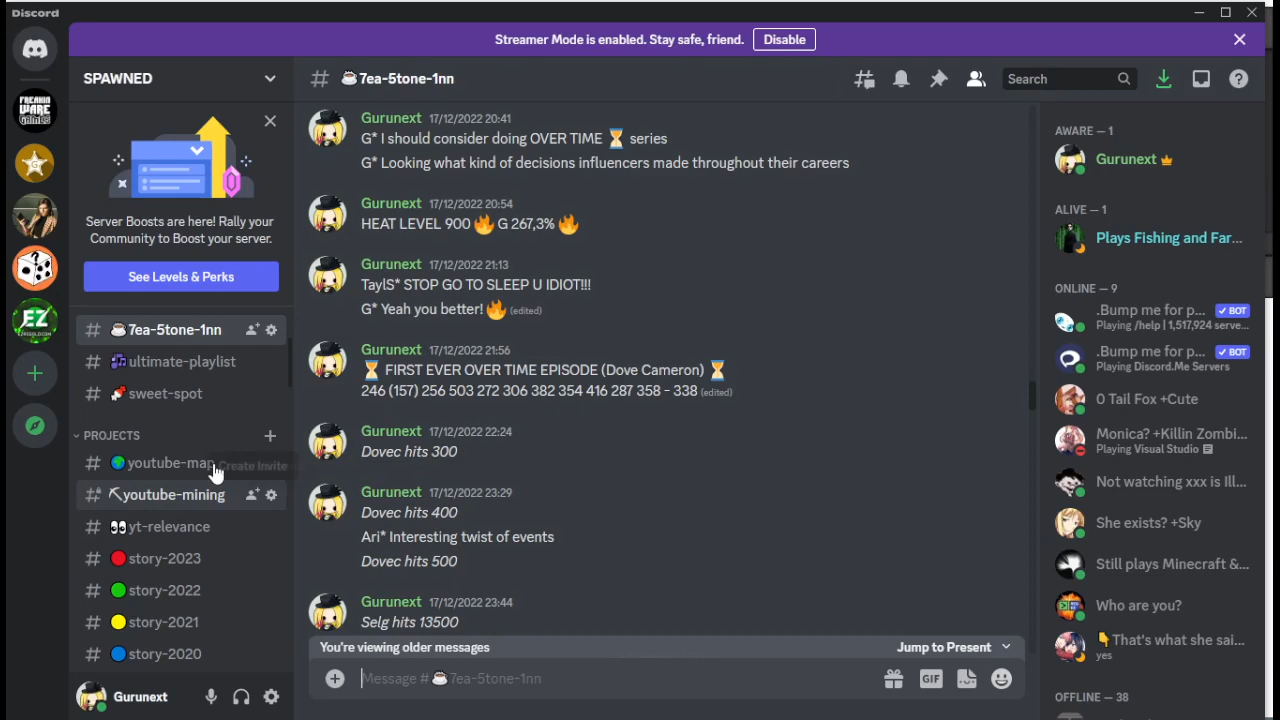 Discord
Streamer Mode is enabled. Stay safe, friend. Disable
FREAKIN
WARE
GAMES
EZ
SPAWNED
Server Boosts are here! Rally your
Community to Boost your server.
See Levels & Perks
# ☕7ea-5tone-1nn
# ultimate-playlist
# sweet-spot
PROJECTS
# youtube-map
Create Invite
# ⛏youtube-mining
# 👀yt-relevance
# 🔴story-2023
# 🟢story-2022
# 🟡story-2021
# 🔵story-2020
Gurunext
# ☕7ea-5tone-1nn
Search
Gurunext 17/12/2022 20:41
G* I should consider doing OVER TIME ⏳ series
G* Looking what kind of decisions influencers made throughout their careers
Gurunext 17/12/2022 20:54
HEAT LEVEL 900 🔥 G 267,3% 🔥
Gurunext 17/12/2022 21:13
TaylS* STOP GO TO SLEEP U IDIOT!!!
G* Yeah you better! 🔥 (edited)
Gurunext 17/12/2022 21:56
⏳ FIRST EVER OVER TIME EPISODE (Dove Cameron) ⏳
246 (157) 256 503 272 306 382 354 416 287 358 - 338 (edited)
Gurunext 17/12/2022 22:24
Dovec hits 300
Gurunext 17/12/2022 23:29
Dovec hits 400
Ari* Interesting twist of events
Dovec hits 500
Gurunext 17/12/2022 23:44
Selg hits 13500
You're viewing older messages Jump to Present
Message # ☕7ea-5tone-1nn
GIF
AWARE — 1
Gurunext
ALIVE — 1
Plays Fishing and Far...
ONLINE — 9
.Bump me for p... ✓ BOT
Playing /help | 1,517,924 serve...
.Bump me for p... ✓ BOT
Playing Discord.Me Servers
0 Tail Fox +Cute
Monica? +Killin Zombi...
Playing Visual Studio
Not watching xxx is Ill...
She exists? +Sky
Still plays Minecraft &...
Who are you?
👇That's what she sai...
yes
OFFLINE — 38